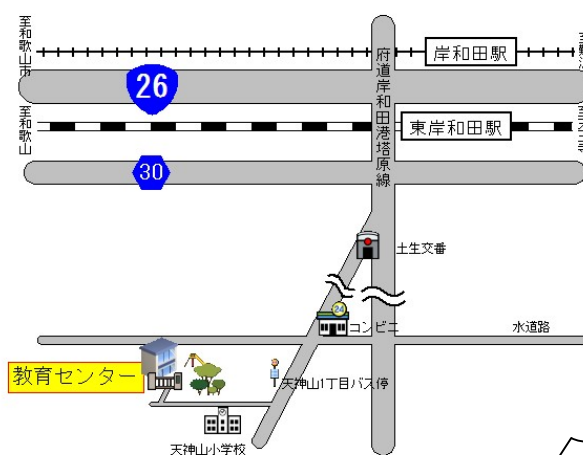 至和歌山市
岸和田駅
26
府道岸和田港塔原線
至和歌山
東岸和田駅
30
土生交番
24
コンビニ
水道路
教育センター
天神山1丁目バス停
天神山小学校